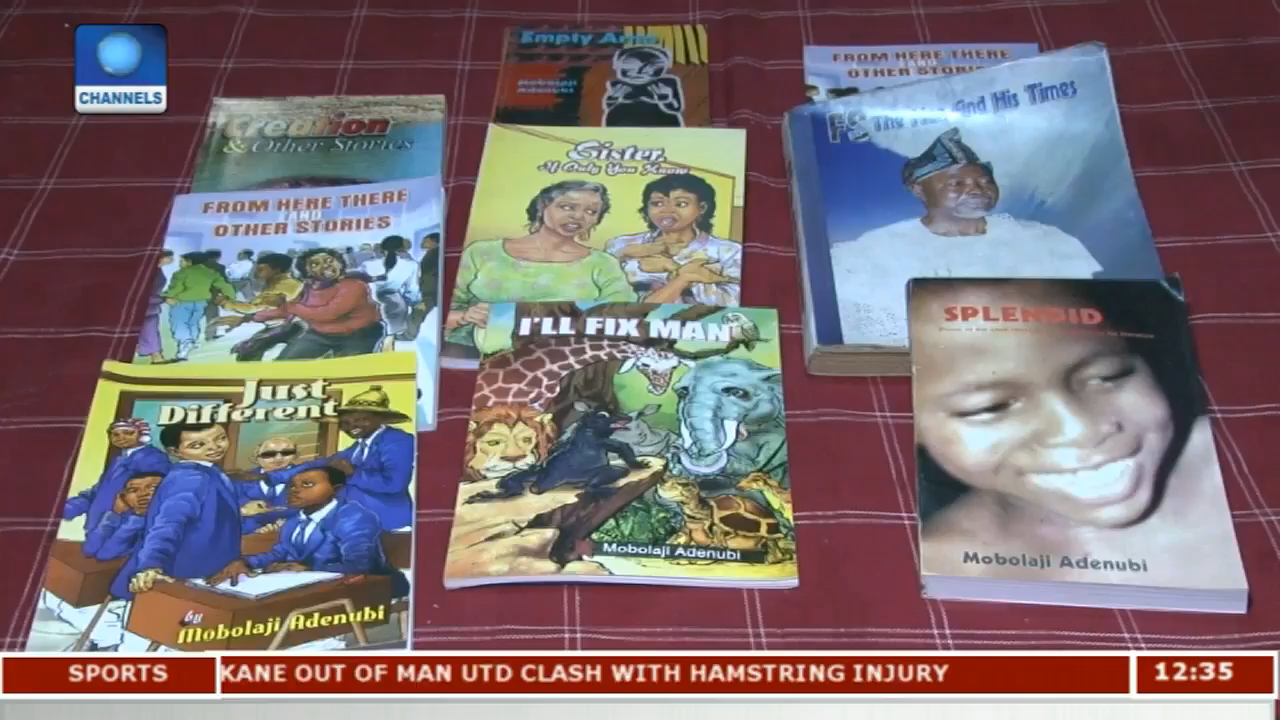 CHANNELS
Empty Arms
Mobolaji
Adenubi
FROM HERE THERE
AND
OTHER STORIES
Creation
& Other Stories
Sister,
If Only You Knew
The Man And His Times
FROM HERE THERE
AND
OTHER STORIES
I'LL FIX MAN
Mobolaji Adenubi
SPLENDID
Mobolaji Adenubi
Just
Different
by
Mobolaji Adenubi
SPORTS
KANE OUT OF MAN UTD CLASH WITH HAMSTRING INJURY
12:35